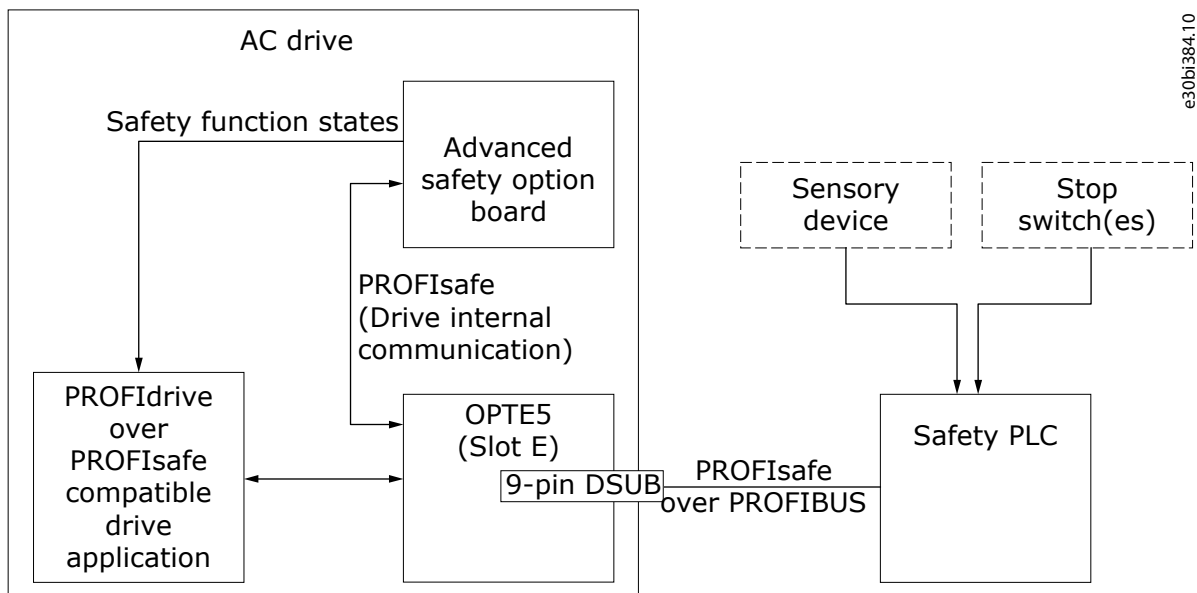 AC drive
e30bi384.10
Safety function states
Advanced
safety option
board
Sensory
device
Stop
switch(es)
PROFIsafe
(Drive internal
communication)
PROFIdrive
over
PROFIsafe
compatible
drive
application
OPTE5
(Slot E)
9-pin DSUB
PROFIsafe
over PROFIBUS
Safety PLC